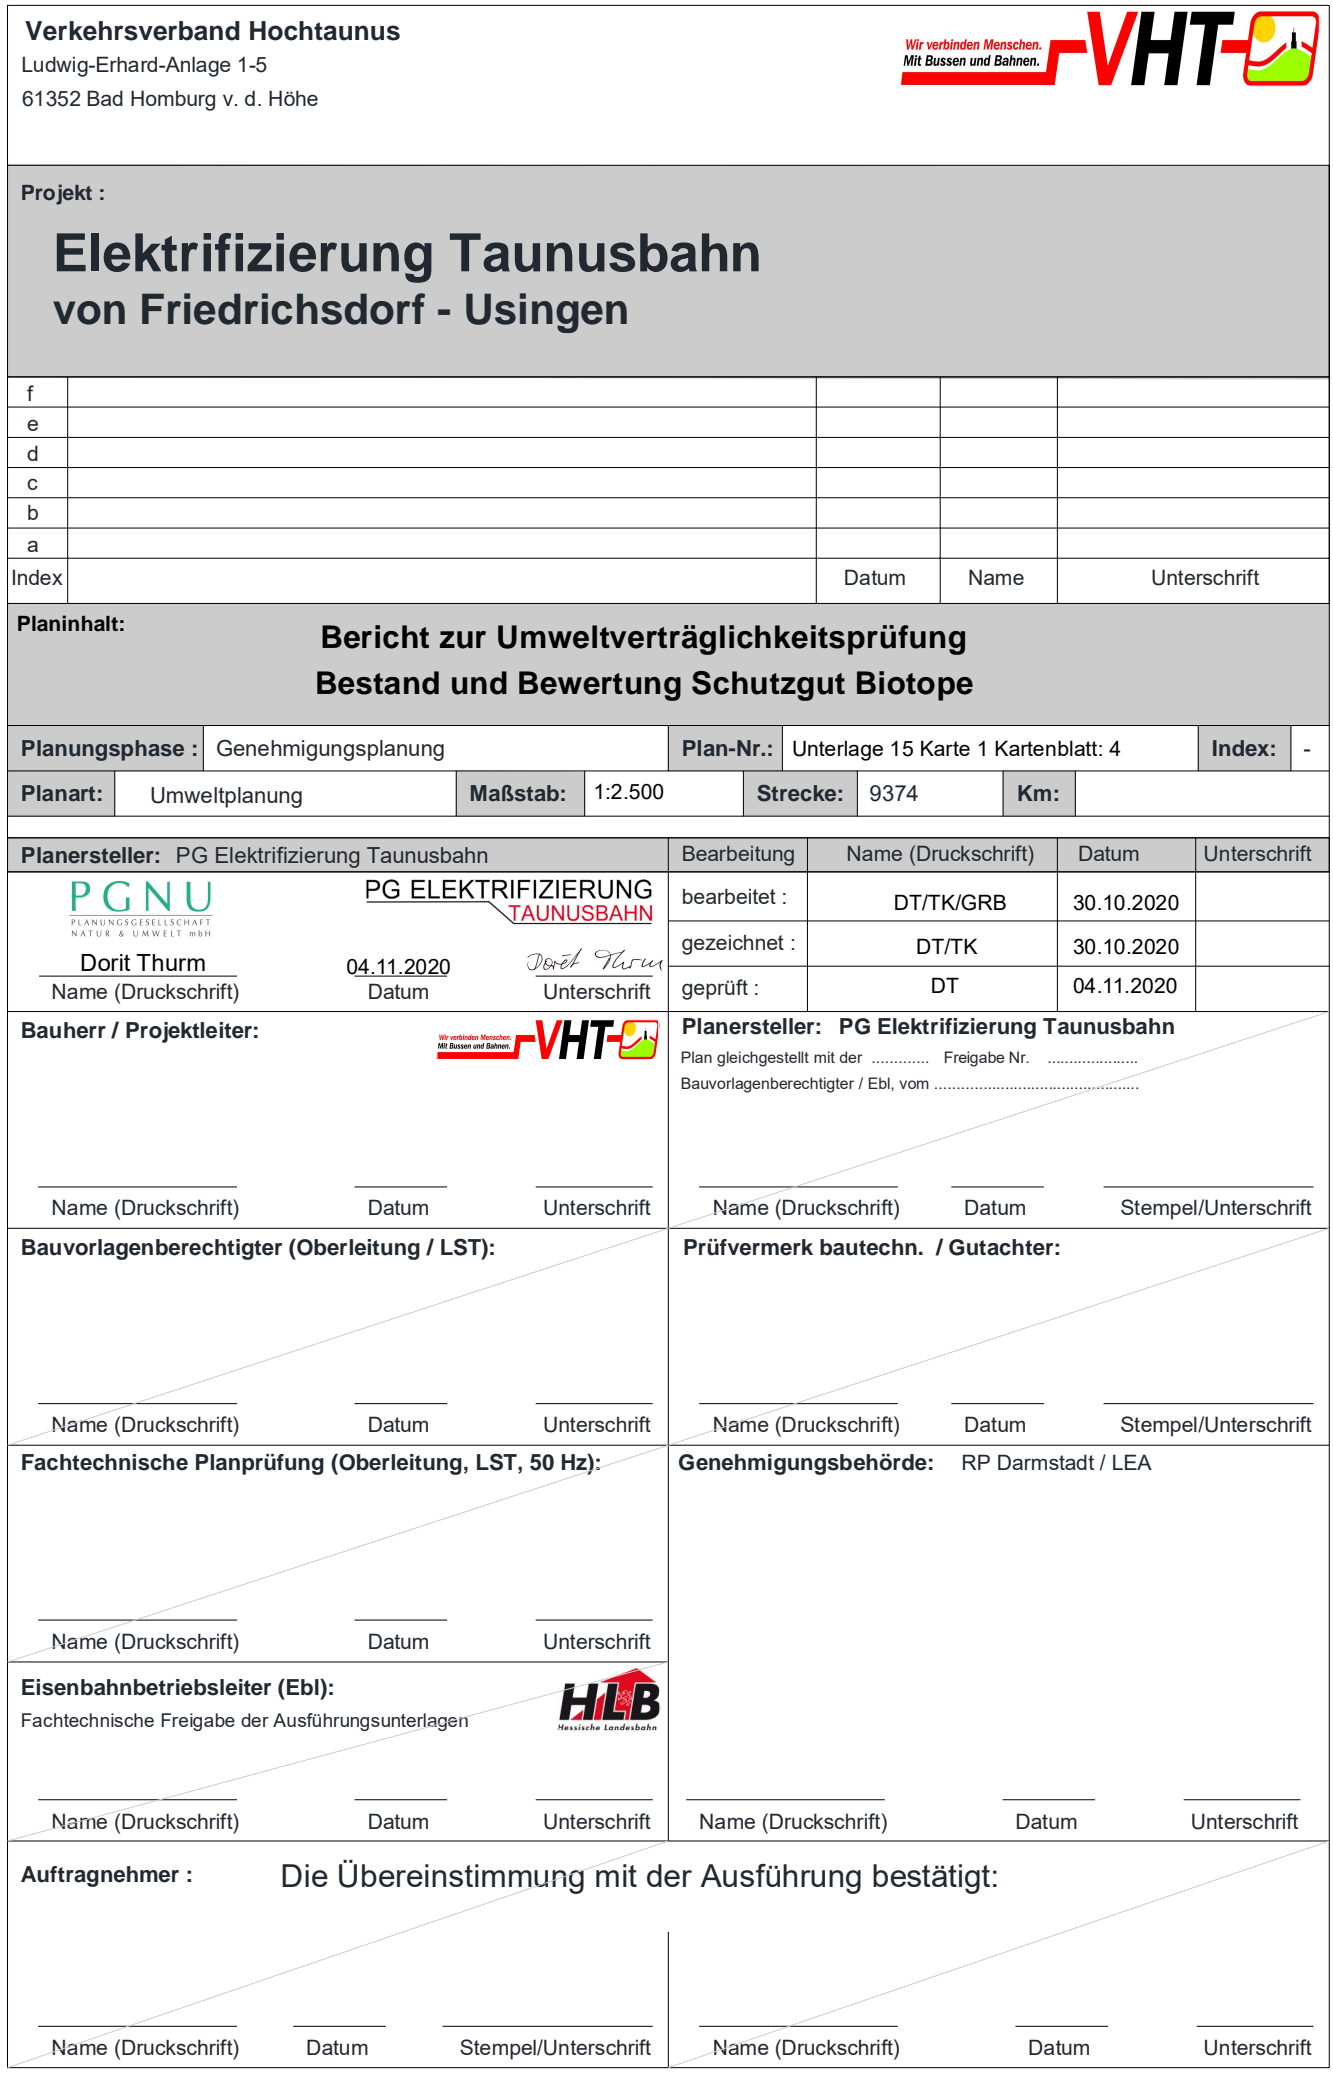 Verkehrsverband Hochtaunus
Ludwig-Erhard-Anlage 1-5
61352 Bad Homburg v. d. Höhe
Wir verbinden Menschen.
Mit Bussen und Bahnen.
VHT
Projekt :
Elektrifizierung Taunusbahn
von Friedrichsdorf - Usingen
f
e
d
c
b
a
Index Datum Name Unterschrift
Planinhalt:
Bericht zur Umweltverträglichkeitsprüfung
Bestand und Bewertung Schutzgut Biotope
Planungsphase : Genehmigungsplanung Plan-Nr.: Unterlage 15 Karte 1 Kartenblatt: 4 Index: -
Planart: Umweltplanung Maßstab: 1:2.500 Strecke: 9374 Km:
Planersteller: PG Elektrifizierung Taunusbahn Bearbeitung Name (Druckschrift) Datum Unterschrift
PGNU
PLANUNGSGESELLSCHAFT
NATUR & UMWELT mbH
PG ELEKTRIFIZIERUNG
TAUNUSBAHN
bearbeitet : DT/TK/GRB 30.10.2020
gezeichnet : DT/TK 30.10.2020
Dorit Thurm 04.11.2020 Dorit Thurm
Name (Druckschrift) Datum Unterschrift
geprüft : DT 04.11.2020
Bauherr / Projektleiter:
Wir verbinden Menschen.
Mit Bussen und Bahnen.
VHT
Planersteller: PG Elektrifizierung Taunusbahn
Plan gleichgestellt mit der ............. Freigabe Nr. .....................
Bauvorlagenberechtigter / Ebl, vom ..............................................
Name (Druckschrift) Datum Unterschrift Name (Druckschrift) Datum Stempel/Unterschrift
Bauvorlagenberechtigter (Oberleitung / LST): Prüfvermerk bautechn. / Gutachter:
Name (Druckschrift) Datum Unterschrift Name (Druckschrift) Datum Stempel/Unterschrift
Fachtechnische Planprüfung (Oberleitung, LST, 50 Hz): Genehmigungsbehörde: RP Darmstadt / LEA
Name (Druckschrift) Datum Unterschrift
Eisenbahnbetriebsleiter (Ebl):
Fachtechnische Freigabe der Ausführungsunterlagen
HLB
Hessische Landesbahn
Name (Druckschrift) Datum Unterschrift Name (Druckschrift) Datum Unterschrift
Auftragnehmer : Die Übereinstimmung mit der Ausführung bestätigt:
Name (Druckschrift) Datum Stempel/Unterschrift Name (Druckschrift) Datum Unterschrift